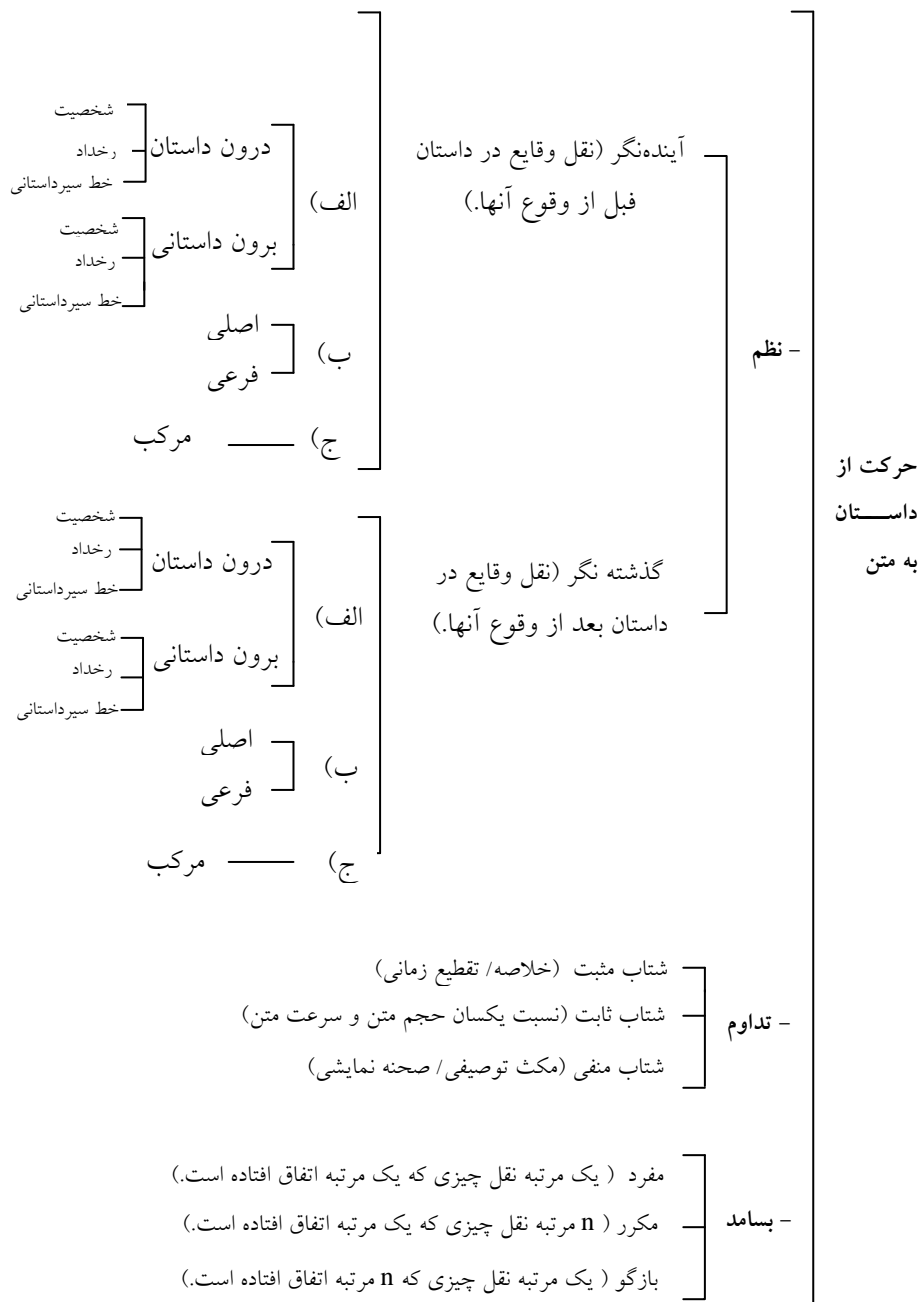 حرکت از
داستان
به متن
- نظم
آینده‌نگر (نقل وقایع در داستان
قبل از وقوع آنها.)
الف)
درون داستان
شخصیت
رخداد
خط سیرداستانی
برون داستانی
شخصیت
رخداد
خط سیرداستانی
ب)
اصلی
فرعی
ج)
مرکب
گذشته نگر (نقل وقایع در
داستان بعد از وقوع آنها.)
الف)
درون داستان
شخصیت
رخداد
خط سیرداستانی
برون داستانی
شخصیت
رخداد
خط سیرداستانی
ب)
اصلی
فرعی
ج)
مرکب
- تداوم
شتاب مثبت (خلاصه/ تقطیع زمانی)
شتاب ثابت (نسبت یکسان حجم متن و سرعت متن)
شتاب منفی (مکث توصیفی/ صحنه نمایشی)
- بسامد
مفرد ( یک مرتبه نقل چیزی که یک مرتبه اتفاق افتاده است.)
مکرر ( n مرتبه نقل چیزی که یک مرتبه اتفاق افتاده است.)
بازگو ( یک مرتبه نقل چیزی که n مرتبه اتفاق افتاده است.)